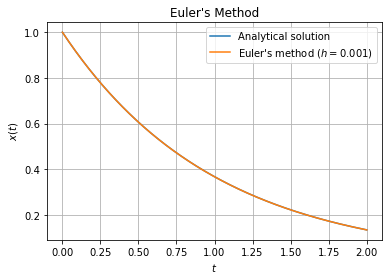 Euler's Method
Analytical solution
Euler's method (h = 0.001)
x(t)
1.0
0.8
0.6
0.4
0.2
0.00 0.25 0.50 0.75 1.00 1.25 1.50 1.75 2.00
t